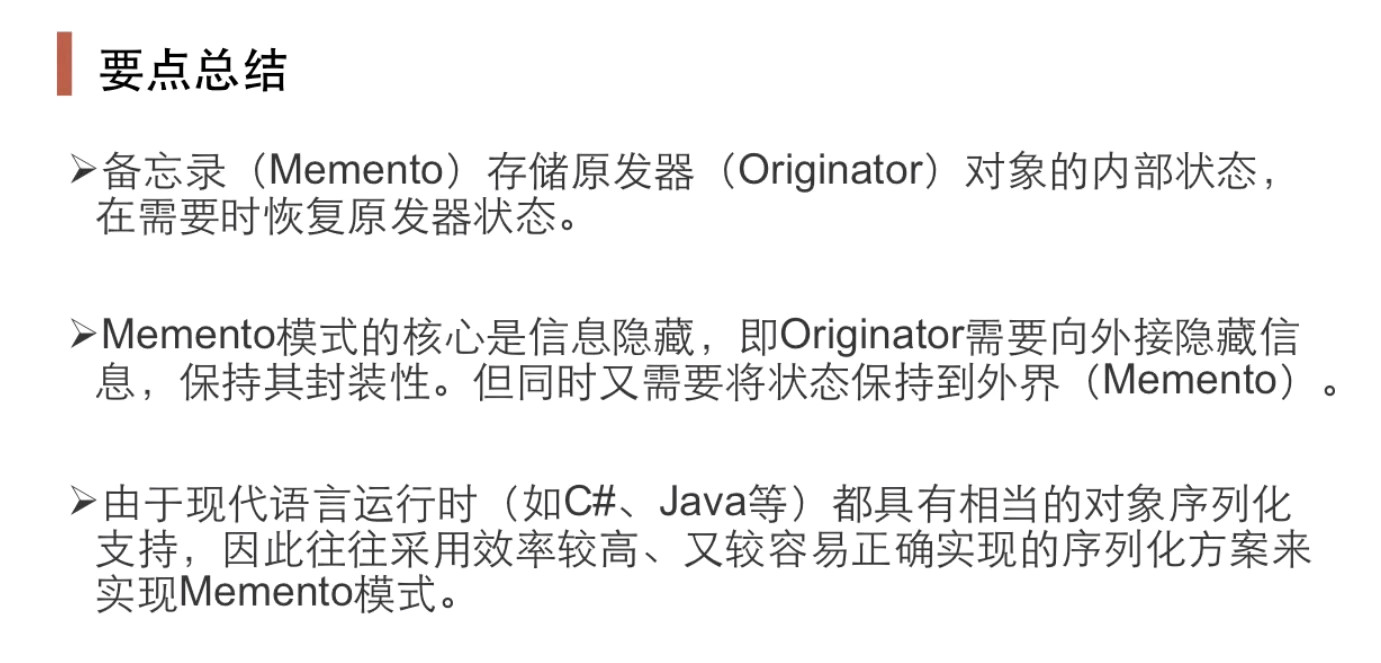 要点总结
➢备忘录（Memento）存储原发器（Originator）对象的内部状态，
在需要时恢复原发器状态。
➢Memento模式的核心是信息隐藏，即Originator需要向外接隐藏信
息，保持其封装性。但同时又需要将状态保持到外界（Memento）。
➢由于现代语言运行时（如C#、Java等）都具有相当的对象序列化
支持，因此往往采用效率较高、又较容易正确实现的序列化方案来
实现Memento模式。